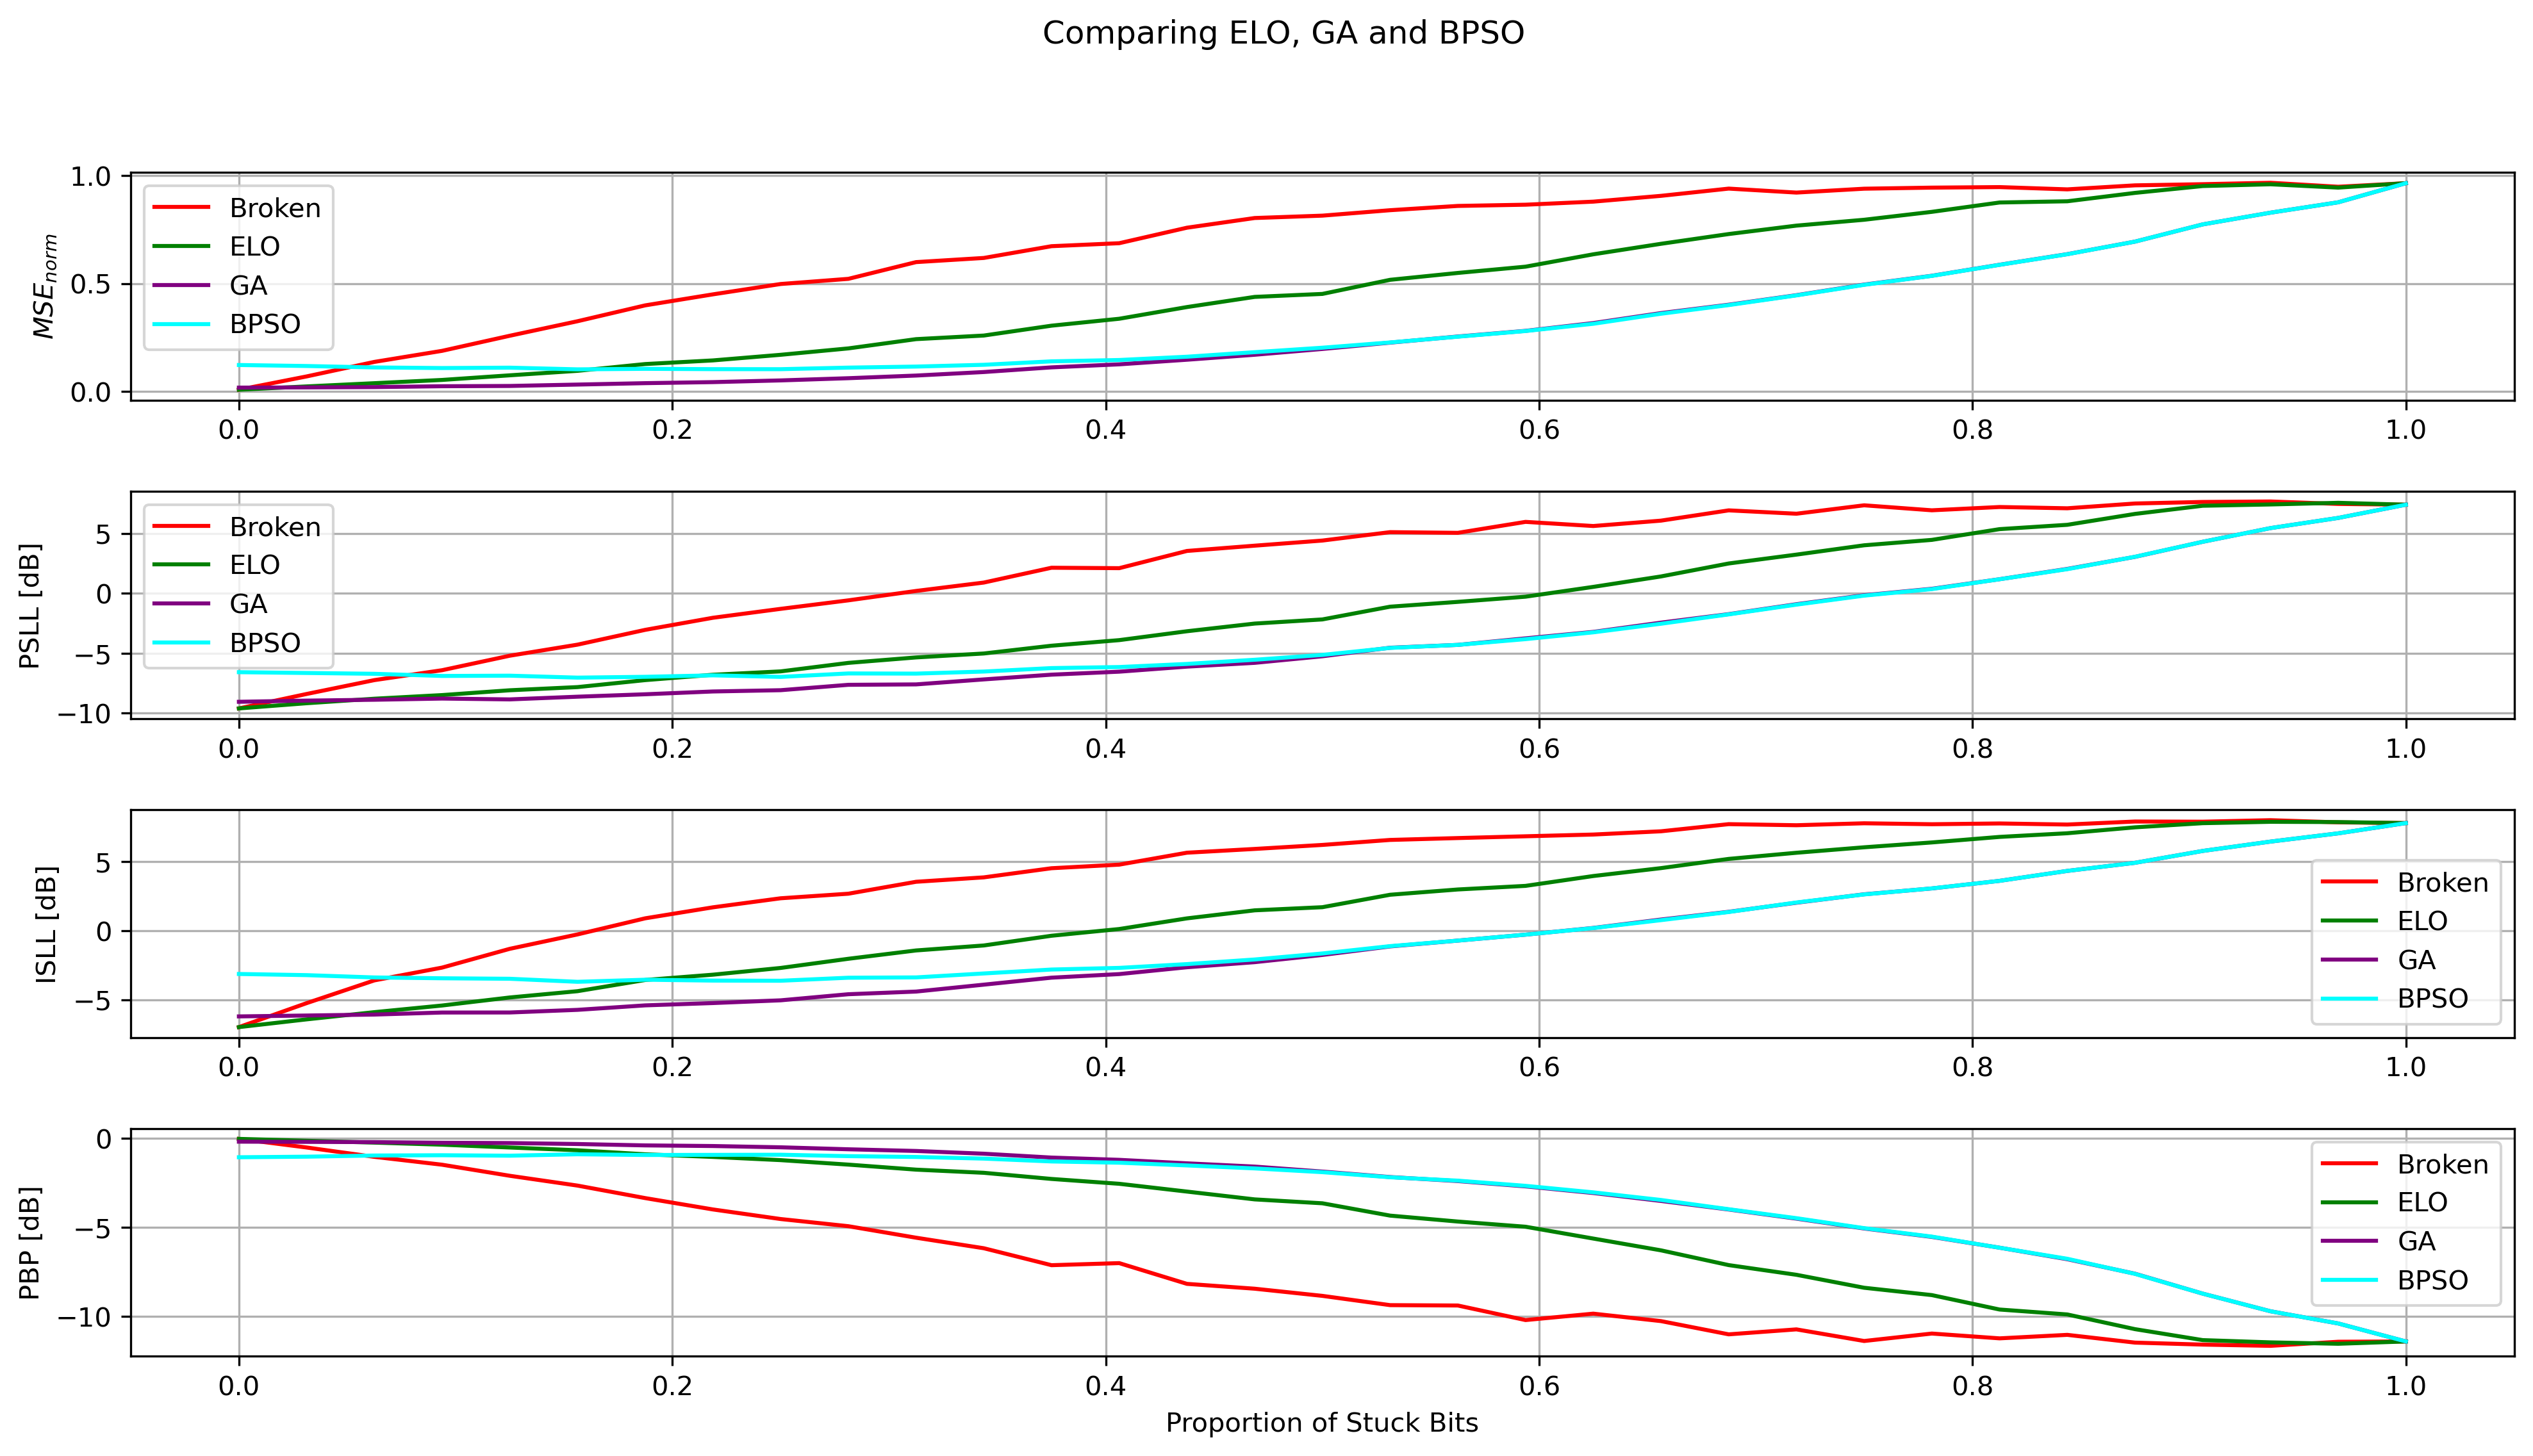 Comparing ELO, GA and BPSO
MSE_norm
1.0
0.5
0.0
Broken
ELO
GA
BPSO
0.0 0.2 0.4 0.6 0.8 1.0
PSLL [dB]
5
0
−5
−10
Broken
ELO
GA
BPSO
0.0 0.2 0.4 0.6 0.8 1.0
ISLL [dB]
5
0
−5
Broken
ELO
GA
BPSO
0.0 0.2 0.4 0.6 0.8 1.0
PBP [dB]
0
−5
−10
Broken
ELO
GA
BPSO
0.0 0.2 0.4 0.6 0.8 1.0
Proportion of Stuck Bits